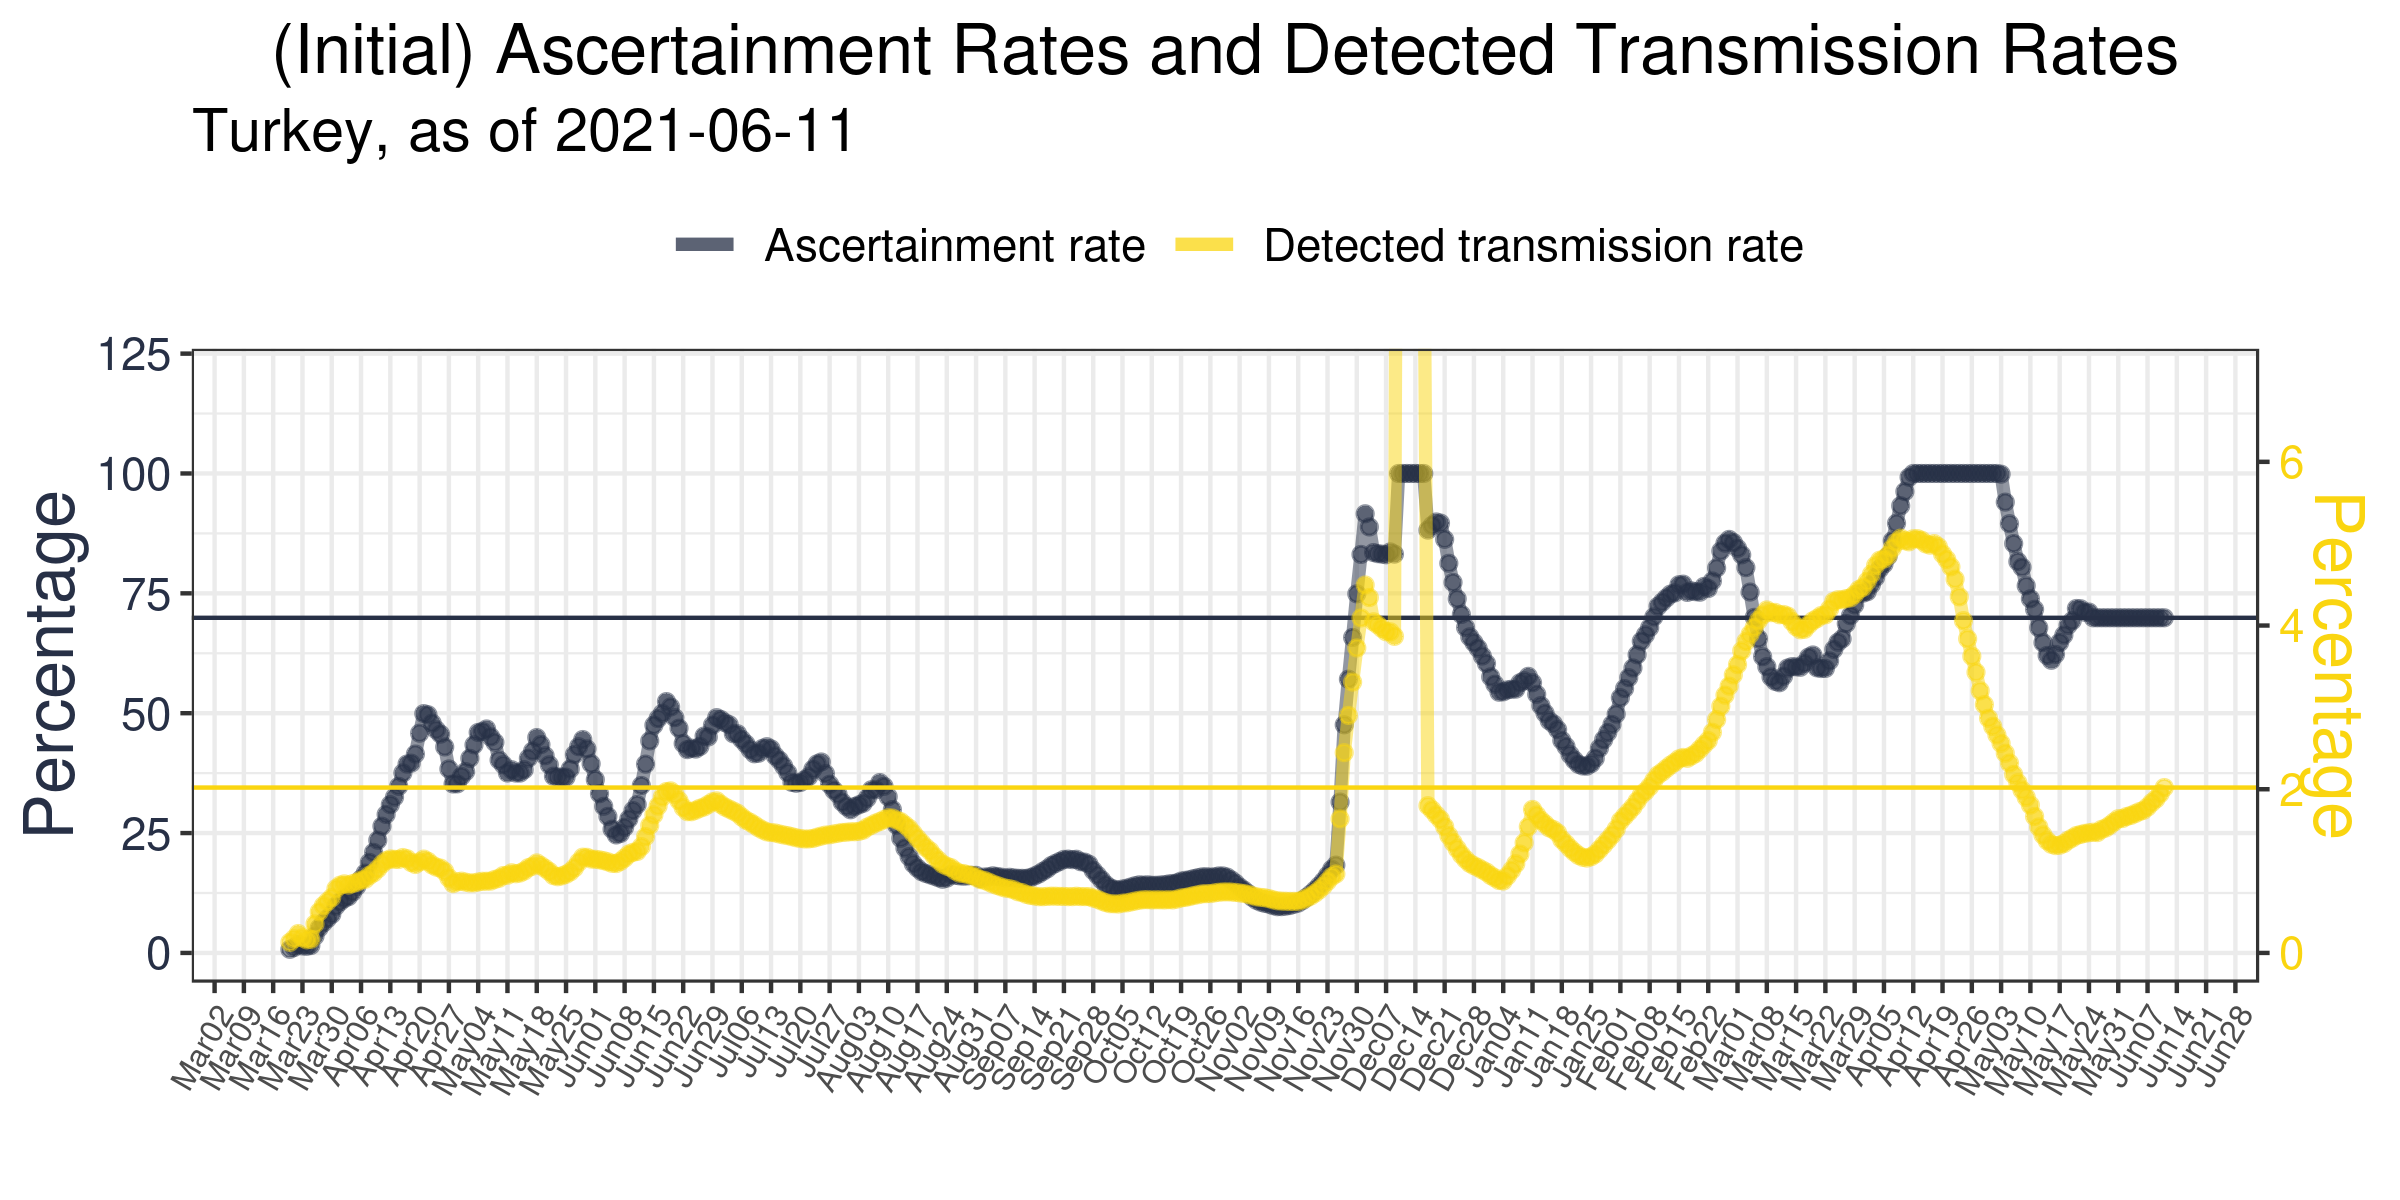 (Initial) Ascertainment Rates and Detected Transmission Rates
Turkey, as of 2021-06-11
Ascertainment rate
Detected transmission rate
125
100
75
50
25
0
Percentage
6
4
2
0
Percentage
Mar02
Mar09
Mar16
Mar23
Mar30
Apr06
Apr13
Apr20
Apr27
May04
May11
May18
May25
Jun01
Jun08
Jun15
Jun22
Jun29
Jul06
Jul13
Jul20
Jul27
Aug03
Aug10
Aug17
Aug24
Aug31
Sep07
Sep14
Sep21
Sep28
Oct05
Oct12
Oct19
Oct26
Nov02
Nov09
Nov16
Nov23
Nov30
Dec07
Dec14
Dec21
Dec28
Jan04
Jan11
Jan18
Jan25
Feb01
Feb08
Feb15
Feb22
Mar01
Mar08
Mar15
Mar22
Mar29
Apr05
Apr12
Apr19
Apr26
May03
May10
May17
May24
May31
Jun07
Jun14
Jun21
Jun28